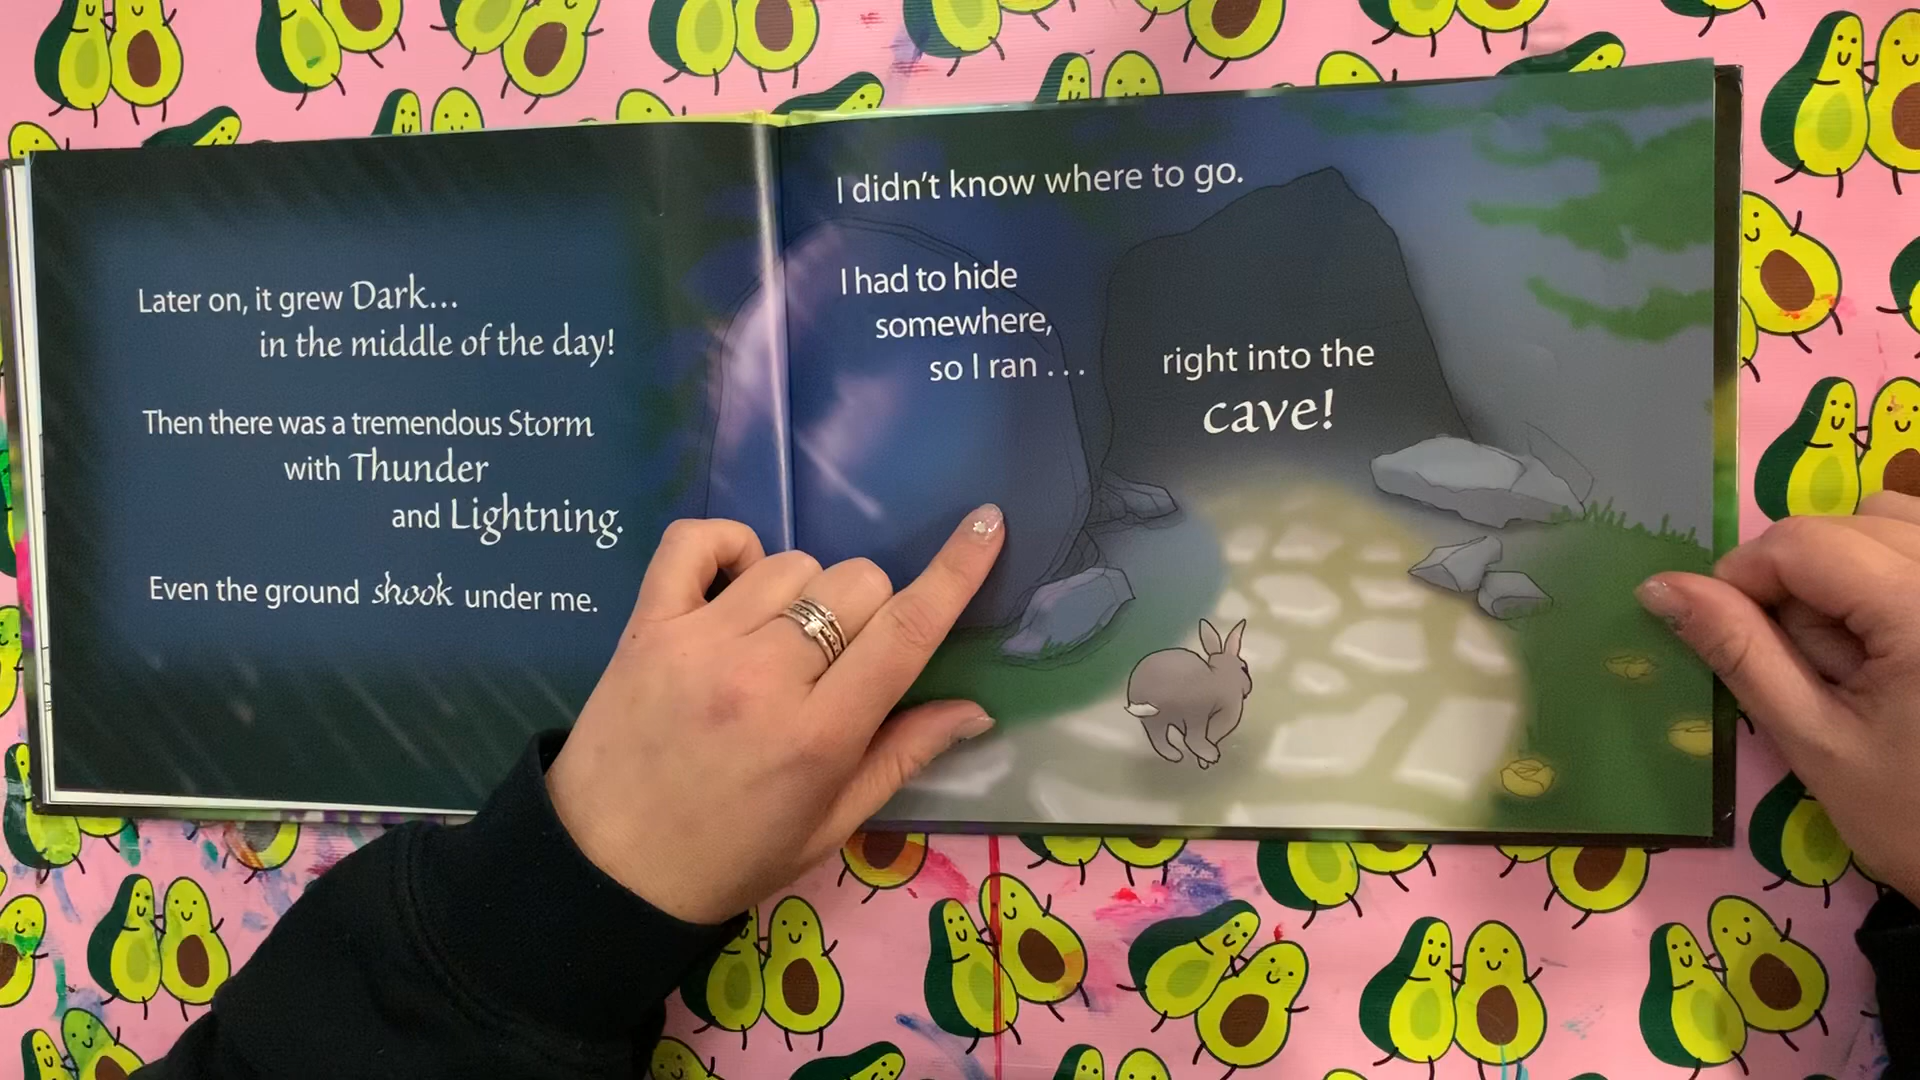 Later on, it grew Dark...
in the middle of the day!
Then there was a tremendous Storm
with Thunder
and Lightning.
Even the ground shook under me.
I didn't know where to go.
I had to hide
somewhere,
so I ran . . .
right into the
cave!